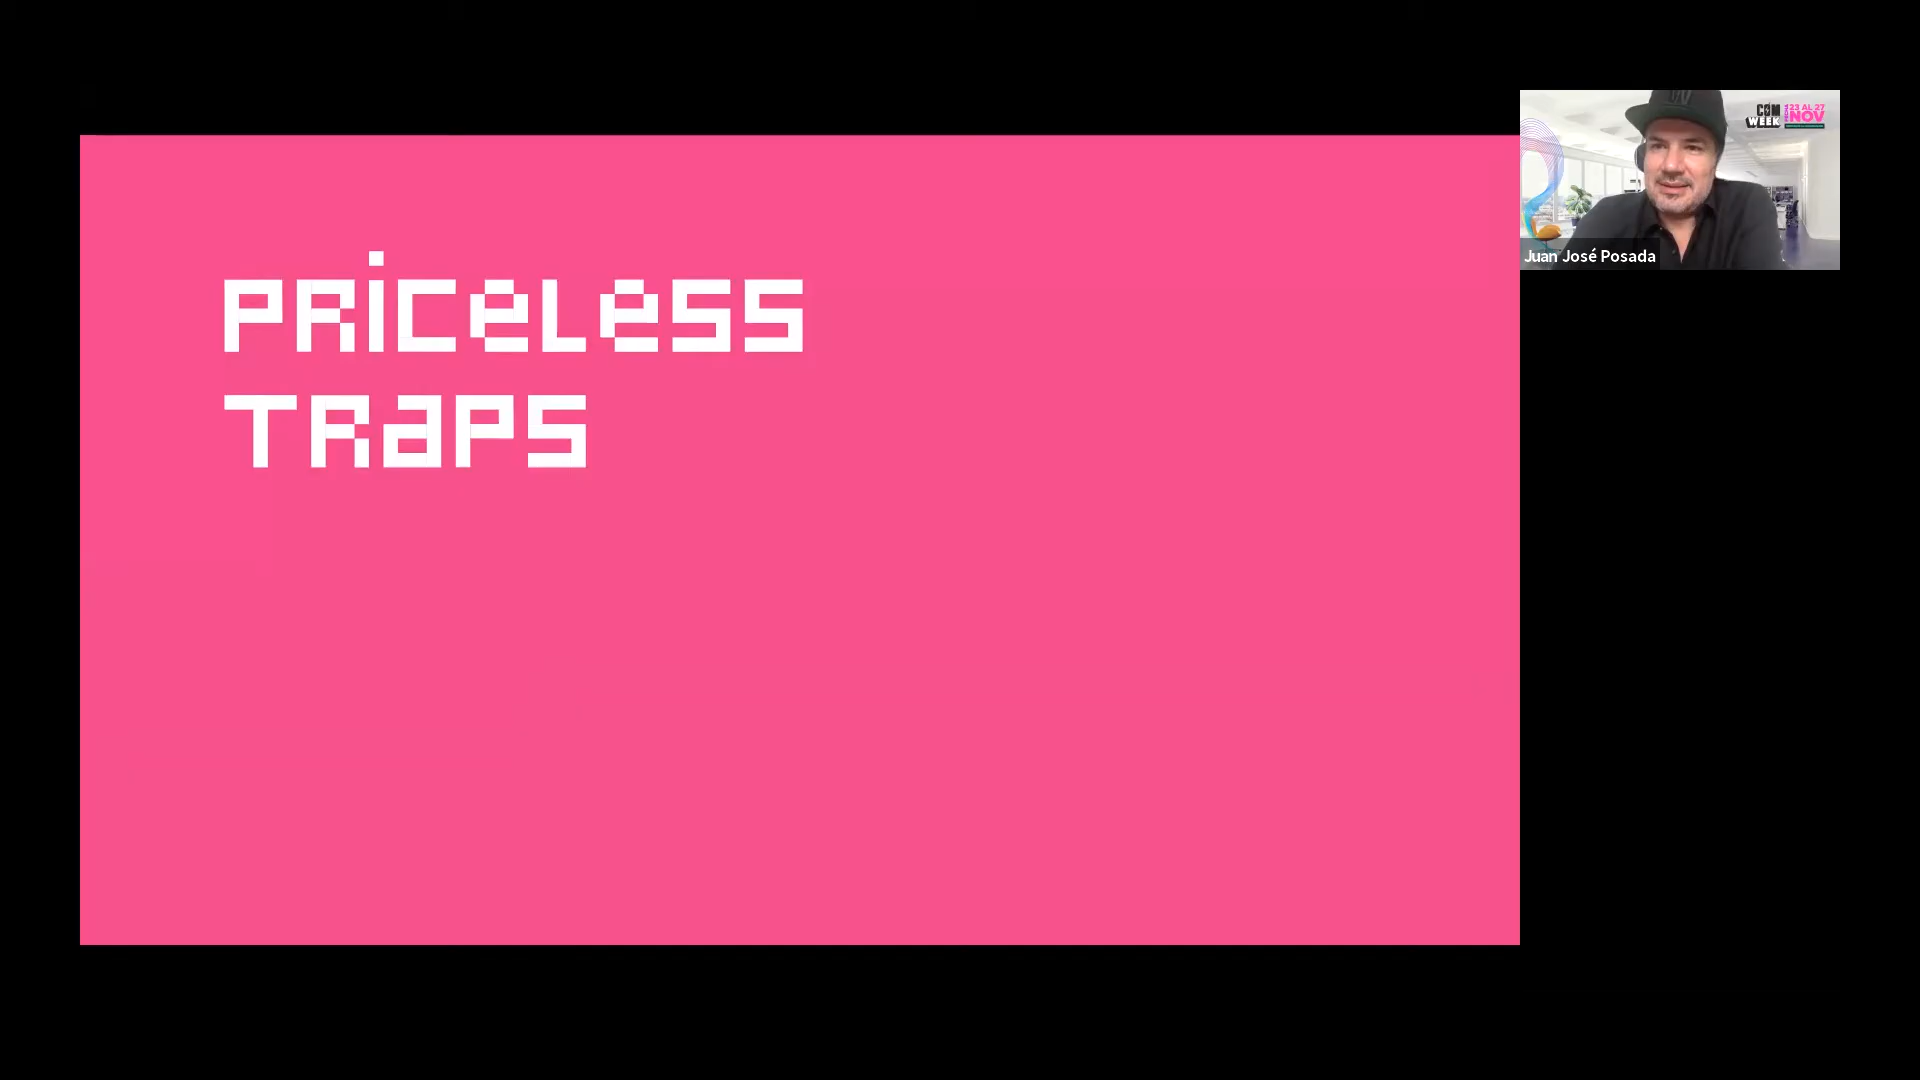 PRiCeLess
TRaPs
COM
WEEK
23 AL 27
NOV
Juan José Posada